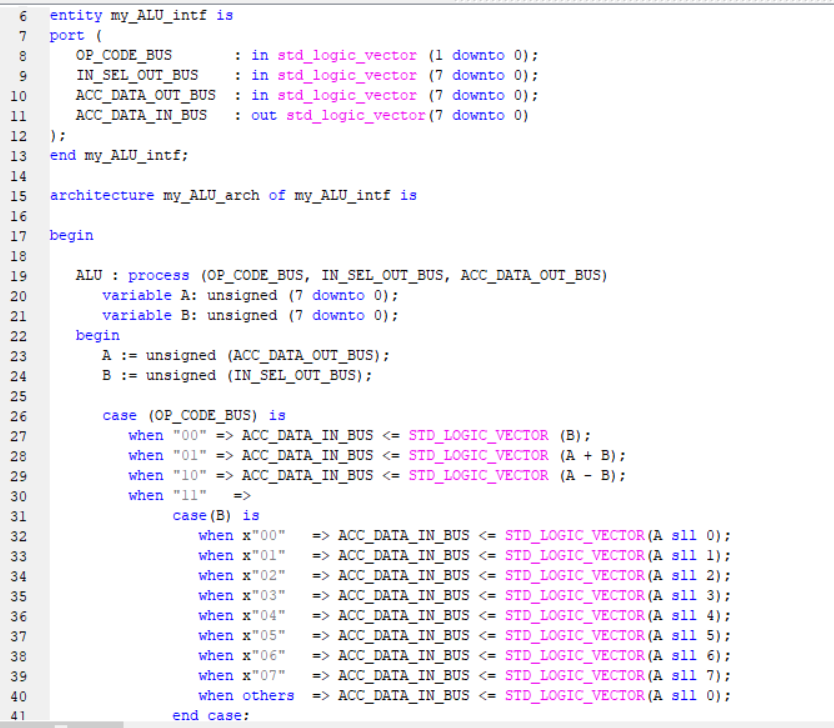 6 entity my_ALU_intf is
7 port (
8 OP_CODE_BUS : in std_logic_vector (1 downto 0);
9 IN_SEL_OUT_BUS : in std_logic_vector (7 downto 0);
10 ACC_DATA_OUT_BUS : in std_logic_vector (7 downto 0);
11 ACC_DATA_IN_BUS : out std_logic_vector(7 downto 0)
12 );
13 end my_ALU_intf;
14
15 architecture my_ALU_arch of my_ALU_intf is
16
17 begin
18
19 ALU : process (OP_CODE_BUS, IN_SEL_OUT_BUS, ACC_DATA_OUT_BUS)
20 variable A: unsigned (7 downto 0);
21 variable B: unsigned (7 downto 0);
22 begin
23 A := unsigned (ACC_DATA_OUT_BUS);
24 B := unsigned (IN_SEL_OUT_BUS);
25
26 case (OP_CODE_BUS) is
27 when "00" => ACC_DATA_IN_BUS <= STD_LOGIC_VECTOR (B);
28 when "01" => ACC_DATA_IN_BUS <= STD_LOGIC_VECTOR (A + B);
29 when "10" => ACC_DATA_IN_BUS <= STD_LOGIC_VECTOR (A - B);
30 when "11" =>
31 case(B) is
32 when x"00" => ACC_DATA_IN_BUS <= STD_LOGIC_VECTOR(A sll 0);
33 when x"01" => ACC_DATA_IN_BUS <= STD_LOGIC_VECTOR(A sll 1);
34 when x"02" => ACC_DATA_IN_BUS <= STD_LOGIC_VECTOR(A sll 2);
35 when x"03" => ACC_DATA_IN_BUS <= STD_LOGIC_VECTOR(A sll 3);
36 when x"04" => ACC_DATA_IN_BUS <= STD_LOGIC_VECTOR(A sll 4);
37 when x"05" => ACC_DATA_IN_BUS <= STD_LOGIC_VECTOR(A sll 5);
38 when x"06" => ACC_DATA_IN_BUS <= STD_LOGIC_VECTOR(A sll 6);
39 when x"07" => ACC_DATA_IN_BUS <= STD_LOGIC_VECTOR(A sll 7);
40 when others => ACC_DATA_IN_BUS <= STD_LOGIC_VECTOR(A sll 0);
41 end case;